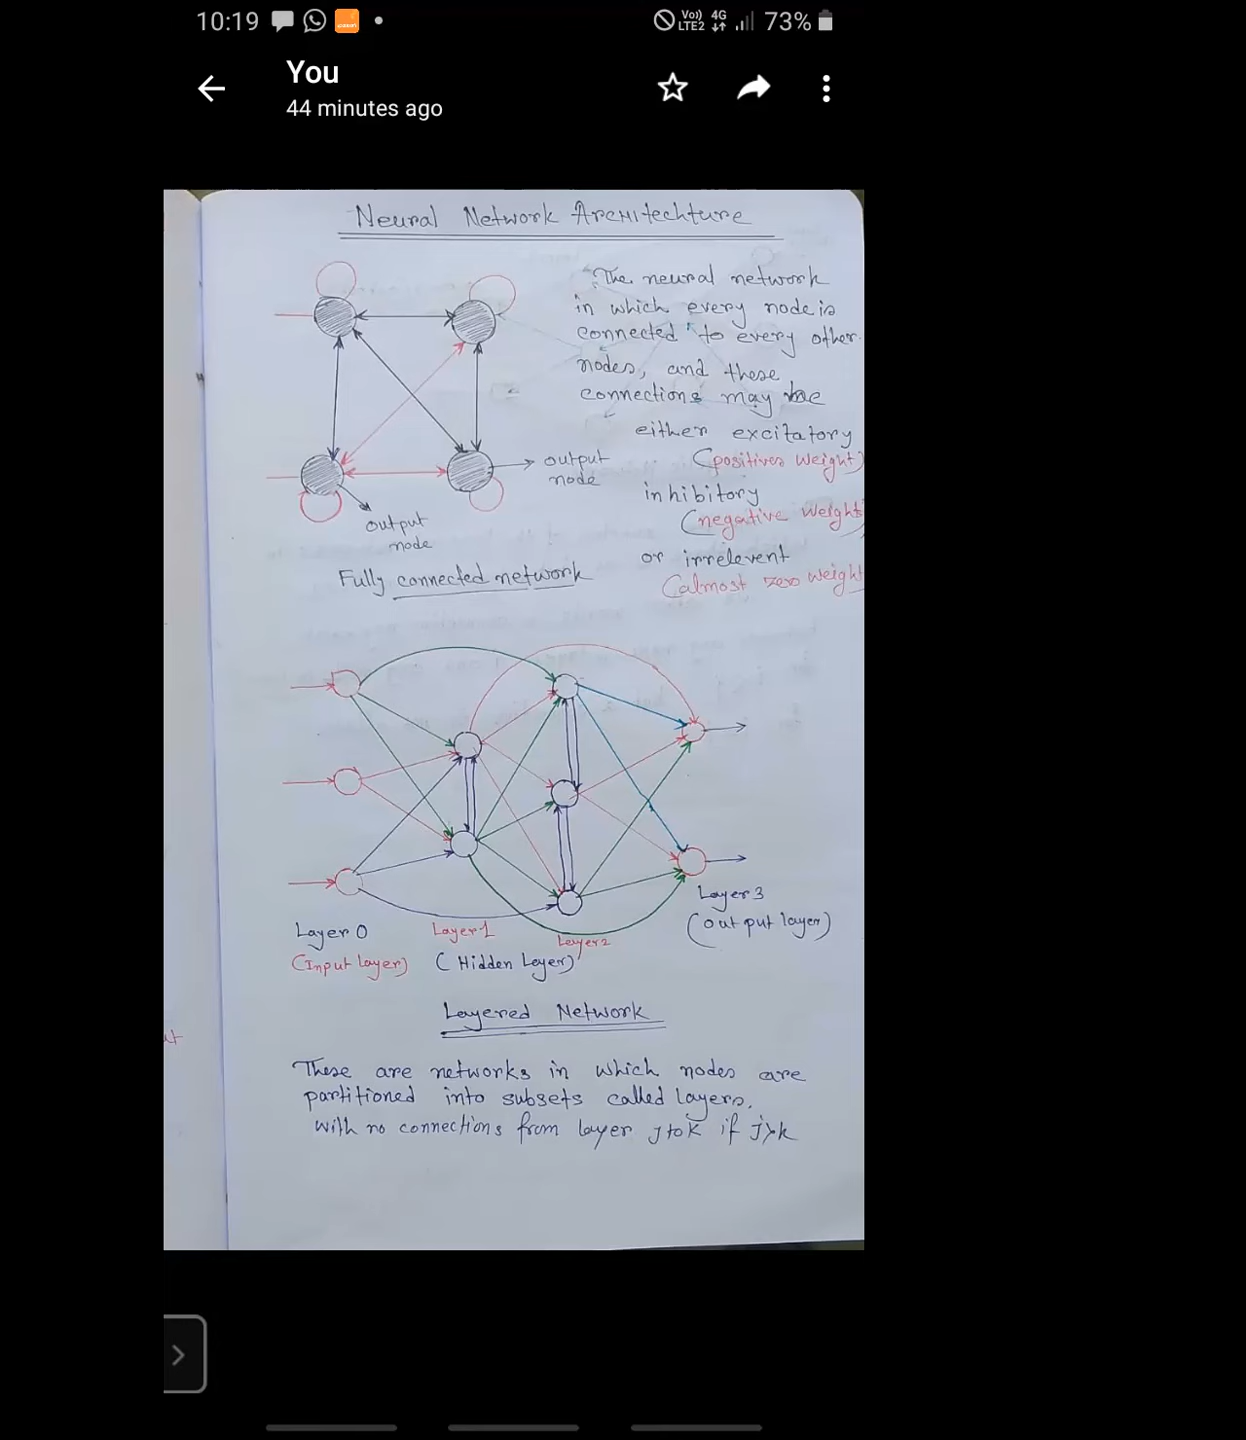 10:19
Vo))
LTE2
4G
73%
You
44 minutes ago
Neural Network ArcHItechture
The neural network
in which every node is
connected to every other
nodes, and these
connections may be
either excitatory
(positives weight)
inhibitory
(negative weight)
or irrelevent
(almost zero weight
output
node
output
node
Fully connected network
Layer 0
(Input layer)
Layer-1
(Hidden Layer)
Layer 2
Layer 3
(output layer)
Layered Network
These are networks in which nodes are
partitioned into subsets called layers,
with no connections from layer j to k if j>k